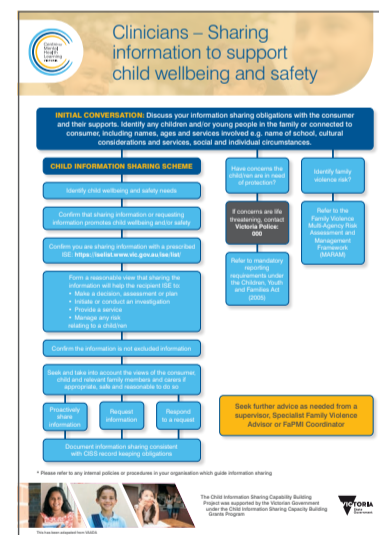 Centre for
Mental
Health
Learning
Clinicians – Sharing
information to support
child wellbeing and safety
INITIAL CONVERSATION: Discuss your information sharing obligations with the consumer
and their supports. Identify any children and/or young people in the family or connected to
consumer, including names, ages and services involved e.g. name of school, cultural
considerations and services, social and individual circumstances.
CHILD INFORMATION SHARING SCHEME
Identify child wellbeing and safety needs
Confirm that sharing information or requesting
information promotes child wellbeing and/or safety
Confirm you are sharing information with a prescribed
ISE: https://iselist.www.vic.gov.au/ise/list/
Form a reasonable view that sharing the
information will help the recipient ISE to:
• Make a decision, assessment or plan
• Initiate or conduct an investigation
• Provide a service
• Manage any risk
relating to a child/ren
Confirm the information is not excluded information
Seek and take into account the views of the consumer,
child and relevant family members and carers if
appropriate, safe and reasonable to do so
Proactively
share
information
Request
information
Respond
to a request
Document information sharing consistent
with CISS record keeping obligations
Have concerns the
child/ren are in need
of protection?
If concerns are life
threatening, contact
Victoria Police:
000
Refer to mandatory
reporting
requirements under
the Children, Youth
and Families Act
(2005)
Identify family
violence risk?
Refer to the
Family Violence
Multi-Agency Risk
Assessment and
Management
Framework
(MARAM)
Seek further advice as needed from a
supervisor, Specialist Family Violence
Advisor or FaPMI Coordinator
* Please refer to any internal policies or procedures in your organisation which guide information sharing
The Child Information Sharing Capability Building
Project was supported by the Victorian Government
under the Child Information Sharing Capacity Building
Grants Program
VICTORIA
State
Government
This has been adapted from